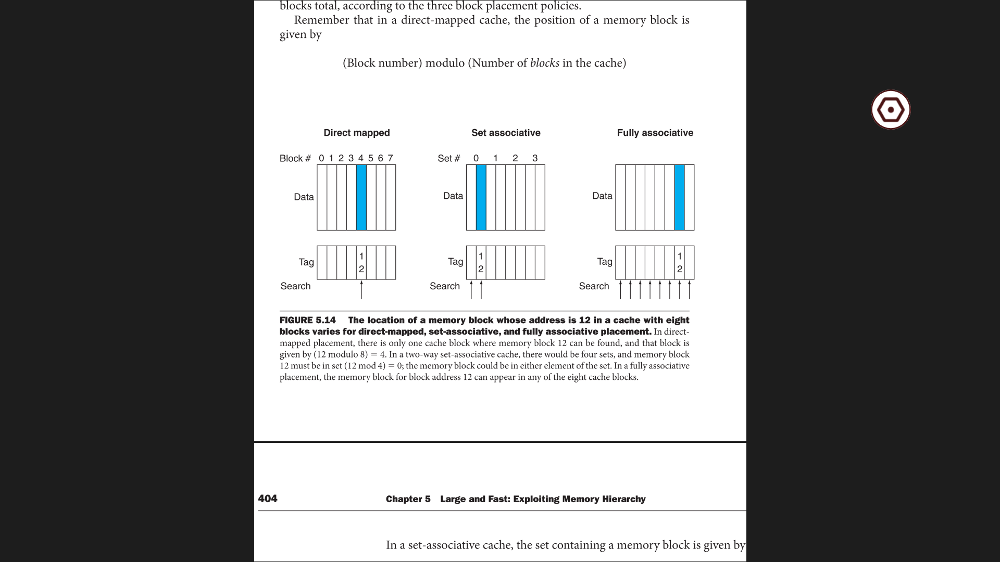 blocks total, according to the three block placement policies.
Remember that in a direct-mapped cache, the position of a memory block is
given by
(Block number) modulo (Number of blocks in the cache)
Direct mapped
Block # 0 1 2 3 4 5 6 7
Data
Tag
1
2
Search
Set associative
Set # 0 1 2 3
Data
Tag
1
2
Search
Fully associative
Data
Tag
1
2
Search
FIGURE 5.14 The location of a memory block whose address is 12 in a cache with eight
blocks varies for direct-mapped, set-associative, and fully associative placement. In direct-
mapped placement, there is only one cache block where memory block 12 can be found, and that block is
given by (12 modulo 8) = 4. In a two-way set-associative cache, there would be four sets, and memory block
12 must be in set (12 mod 4) = 0; the memory block could be in either element of the set. In a fully associative
placement, the memory block for block address 12 can appear in any of the eight cache blocks.
404 Chapter 5 Large and Fast: Exploiting Memory Hierarchy
In a set-associative cache, the set containing a memory block is given by